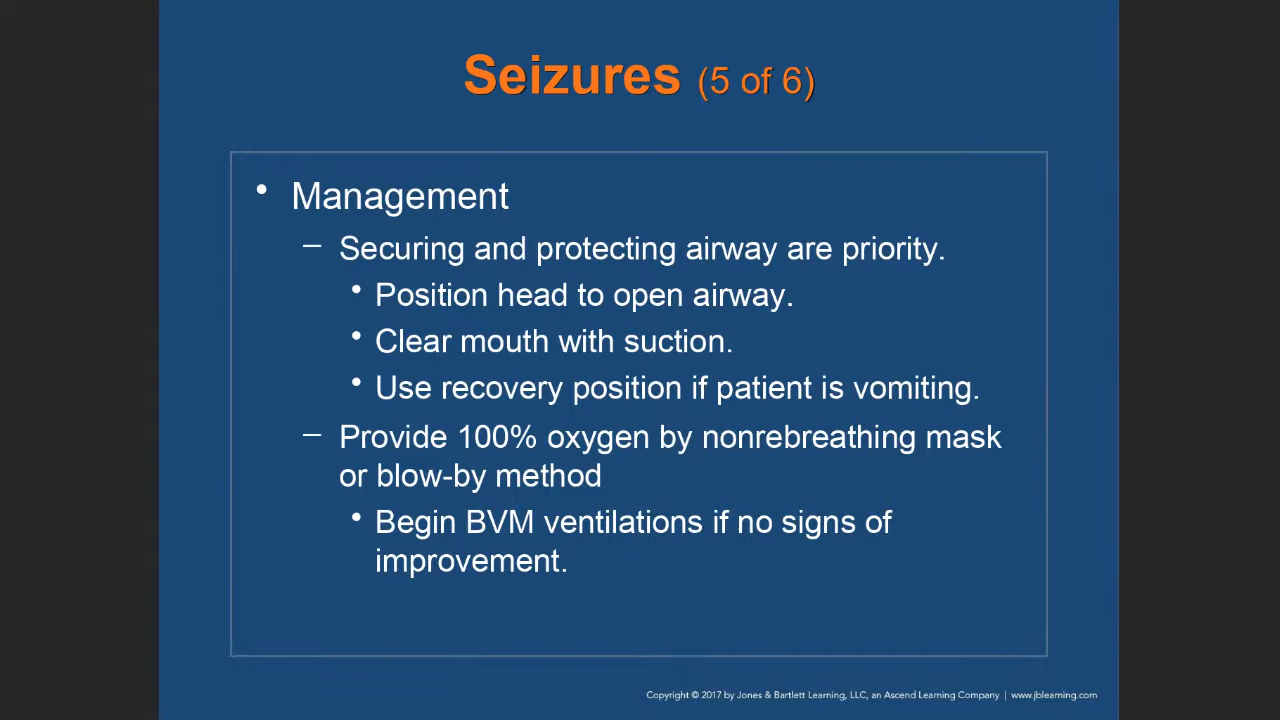 Seizures (5 of 6)
• Management
– Securing and protecting airway are priority.
• Position head to open airway.
• Clear mouth with suction.
• Use recovery position if patient is vomiting.
– Provide 100% oxygen by nonrebreathing mask
or blow-by method
• Begin BVM ventilations if no signs of
improvement.
Copyright © 2017 by Jones & Bartlett Learning, LLC, an Ascend Learning Company | www.jblearning.com